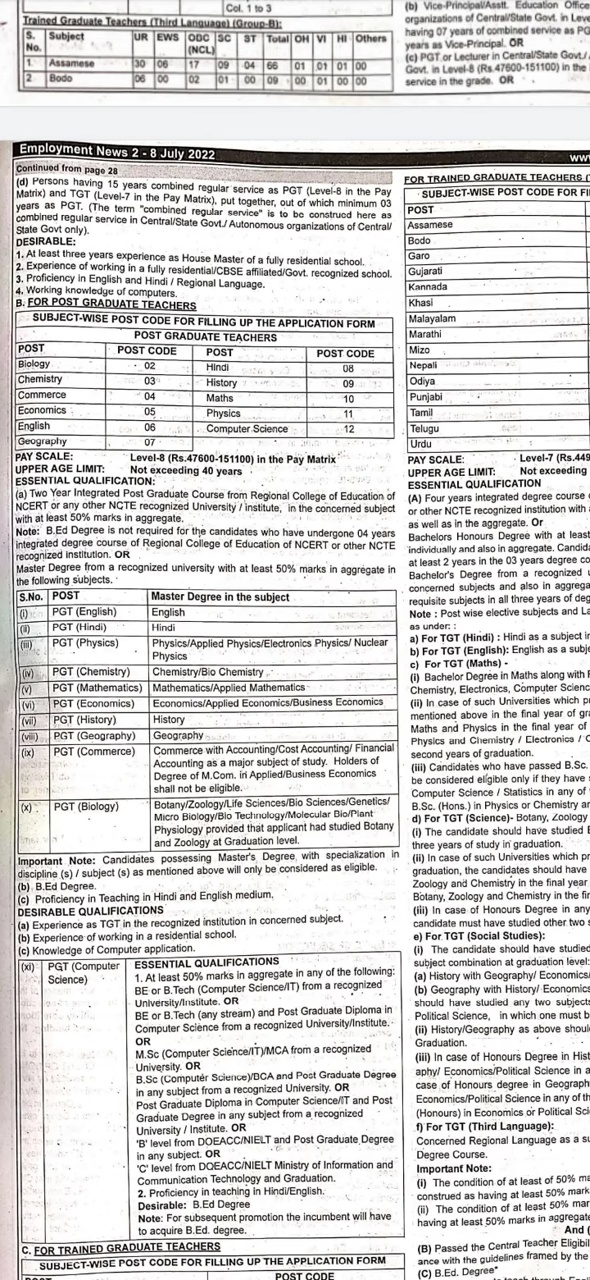 Col. 1 to 3
Trained Graduate Teachers (Third Language) (Group-B):
S. No. Subject UR EWS OBC (NCL) SC ST Total OH VI HI Others
1 Assamese 30 06 17 09 04 66 01 01 01 00
2 Bodo 06 00 02 01 00 09 00 01 00 00
(b) Vice-Principal/Asstt. Education Office
organizations of Central/State Govt. in Leve
having 07 years of combined service as PG
years as Vice-Principal. OR
(c) PGT or Lecturer in Central/State Govt./
Govt. in Level-8 (Rs.47600-151100) in the
service in the grade. OR
Employment News 2 - 8 July 2022
www
Continued from page 28
(d) Persons having 15 years combined regular service as PGT (Level-8 in the Pay
Matrix) and TGT (Level-7 in the Pay Matrix), put together, out of which minimum 03
years as PGT. (The term "combined regular service" is to be construed here as
combined regular service in Central/State Govt./ Autonomous organizations of Central/
State Govt only).
DESIRABLE:
1. At least three years experience as House Master of a fully residential school.
2. Experience of working in a fully residential/CBSE affiliated/Govt. recognized school.
3. Proficiency in English and Hindi / Regional Language.
4. Working knowledge of computers.
B. FOR POST GRADUATE TEACHERS
SUBJECT-WISE POST CODE FOR FILLING UP THE APPLICATION FORM
POST GRADUATE TEACHERS
POST POST CODE POST POST CODE
Biology 02 Hindi 08
Chemistry 03 History 09
Commerce 04 Maths 10
Economics 05 Physics 11
English 06 Computer Science 12
Geography 07
PAY SCALE: Level-8 (Rs.47600-151100) in the Pay Matrix
UPPER AGE LIMIT: Not exceeding 40 years
ESSENTIAL QUALIFICATION:
(a) Two Year Integrated Post Graduate Course from Regional College of Education of
NCERT or any other NCTE recognized University / institute, in the concerned subject
with at least 50% marks in aggregate.
Note: B.Ed Degree is not required for the candidates who have undergone 04 years
integrated degree course of Regional College of Education of NCERT or other NCTE
recognized institution. OR
Master Degree from a recognized university with at least 50% marks in aggregate in
the following subjects.
S.No. POST Master Degree in the subject
(i) PGT (English) English
(ii) PGT (Hindi) Hindi
(iii) PGT (Physics) Physics/Applied Physics/Electronics Physics/ Nuclear
Physics
(iv) PGT (Chemistry) Chemistry/Bio Chemistry
(v) PGT (Mathematics) Mathematics/Applied Mathematics
(vi) PGT (Economics) Economics/Applied Economics/Business Economics
(vii) PGT (History) History
(viii) PGT (Geography) Geography
(ix) PGT (Commerce) Commerce with Accounting/Cost Accounting/ Financial
Accounting as a major subject of study. Holders of
Degree of M.Com. in Applied/Business Economics
shall not be eligible.
(x) PGT (Biology) Botany/Zoology/Life Sciences/Bio Sciences/Genetics/
Micro Biology/Bio Technology/Molecular Bio/Plant
Physiology provided that applicant had studied Botany
and Zoology at Graduation level.
Important Note: Candidates possessing Master's Degree with specialization in
discipline (s) / subject (s) as mentioned above will only be considered as eligible.
(b) B.Ed Degree.
(c) Proficiency in Teaching in Hindi and English medium.
DESIRABLE QUALIFICATIONS
(a) Experience as TGT in the recognized institution in concerned subject.
(b) Experience of working in a residential school.
(c) Knowledge of Computer application.
(xi) PGT (Computer Science) ESSENTIAL QUALIFICATIONS
1. At least 50% marks in aggregate in any of the following:
BE or B.Tech (Computer Science/IT) from a recognized
University/Institute. OR
BE or B.Tech (any stream) and Post Graduate Diploma in
Computer Science from a recognized University/Institute.
OR
M.Sc (Computer Science/IT)/MCA from a recognized
University. OR
B.Sc (Computer Science)/BCA and Post Graduate Degree
in any subject from a recognized University. OR
Post Graduate Diploma in Computer Science/IT and Post
Graduate Degree in any subject from a recognized
University / Institute. OR
'B' level from DOEACC/NIELT and Post Graduate Degree
in any subject. OR
'C' level from DOEACC/NIELT Ministry of Information and
Communication Technology and Graduation.
2. Proficiency in teaching in Hindi/English.
Desirable: B.Ed Degree
Note: For subsequent promotion the incumbent will have
to acquire B.Ed. degree.
C. FOR TRAINED GRADUATE TEACHERS
SUBJECT-WISE POST CODE FOR FILLING UP THE APPLICATION FORM
POST CODE
FOR TRAINED GRADUATE TEACHERS (
SUBJECT-WISE POST CODE FOR FI
POST
Assamese
Bodo
Garo
Gujarati
Kannada
Khasi
Malayalam
Marathi
Mizo
Nepali
Odiya
Punjabi
Tamil
Telugu
Urdu
PAY SCALE: Level-7 (Rs.449
UPPER AGE LIMIT: Not exceeding
ESSENTIAL QUALIFICATION
(A) Four years integrated degree course
or other NCTE recognized institution with
as well as in the aggregate. Or
Bachelors Honours Degree with at least
individually and also in aggregate. Candida
at least 2 years in the 03 years degree co
Bachelor's Degree from a recognized u
concerned subjects and also in aggrega
requisite subjects in all three years of deg
Note : Post wise elective subjects and La
as under: :
a) For TGT (Hindi) : Hindi as a subject in
b) For TGT (English): English as a subje
c) For TGT (Maths) -
(i) Bachelor Degree in Maths along with
Chemistry, Electronics, Computer Scienc
(ii) In case of such Universities which pr
mentioned above in the final year of gra
Maths and Physics in the final year of
Physics and Chemistry / Electronics / C
second years of graduation.
(iii) Candidates who have passed B.Sc.
be considered eligible only if they have
Computer Science / Statistics in any of
B.Sc. (Hons.) in Physics or Chemistry ar
d) For TGT (Science)- Botany, Zoology
(i) The candidate should have studied B
three years of study in graduation.
(ii) In case of such Universities which pr
graduation, the candidates should have
Zoology and Chemistry in the final year
Botany, Zoology and Chemistry in the fir
(iii) In case of Honours Degree in any
candidate must have studied other two s
e) For TGT (Social Studies):
(i) The candidate should have studied
subject combination at graduation level:
(a) History with Geography/ Economics/
(b) Geography with History/ Economics
should have studied any two subjects
Political Science, in which one must b
(ii) History/Geography as above shoul
Graduation.
(iii) In case of Honours Degree in Hist
aphy/ Economics/Political Science in a
case of Honours degree in Geograph
Economics/Political Science in any of th
(Honours) in Economics or Political Sci
f) For TGT (Third Language):
Concerned Regional Language as a su
Degree Course.
Important Note:
(i) The condition of at least of 50% ma
construed as having at least 50% mark
(ii) The condition of at least 50% mar
having at least 50% marks in aggregate
And (
(B) Passed the Central Teacher Eligibil
ance with the guidelines framed by the
(C) B.Ed. Degree"